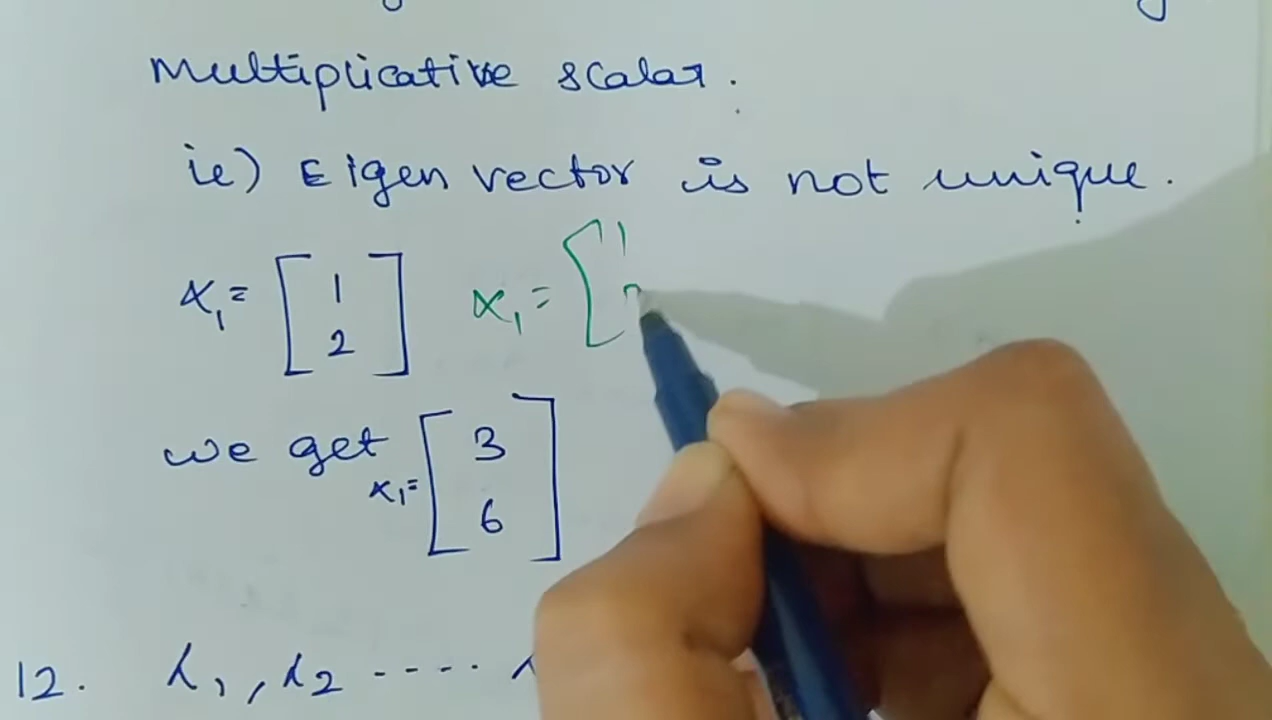 Multiplicative scalar.
ie) Eigen vector is not unique.
x₁ = [ 1 2 ] x₁ = [ 1
we get x₁ = [ 3 6 ]
12. λ₁, λ₂ ----